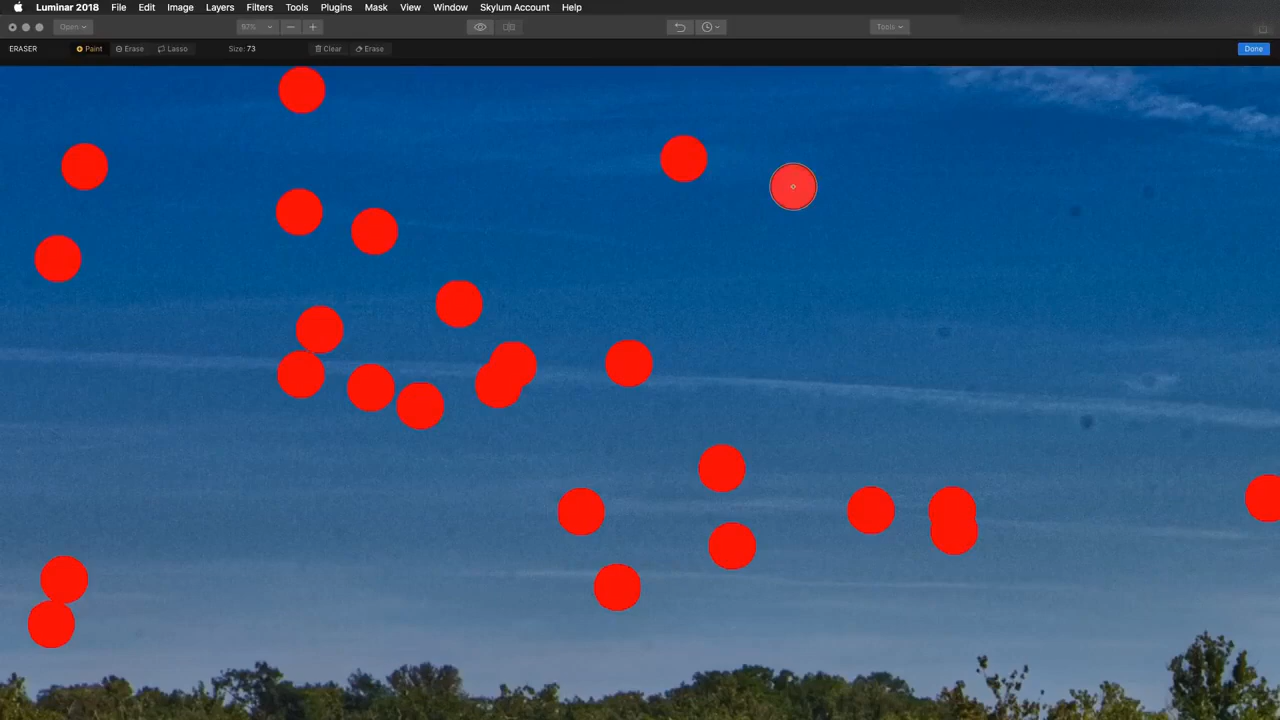 Luminar 2018 File Edit Image Layers Filters Tools Plugins Mask View Window Skylum Account Help
Open 97% Tools
ERASER Paint Erase Lasso Size: 73 Clear Erase Done